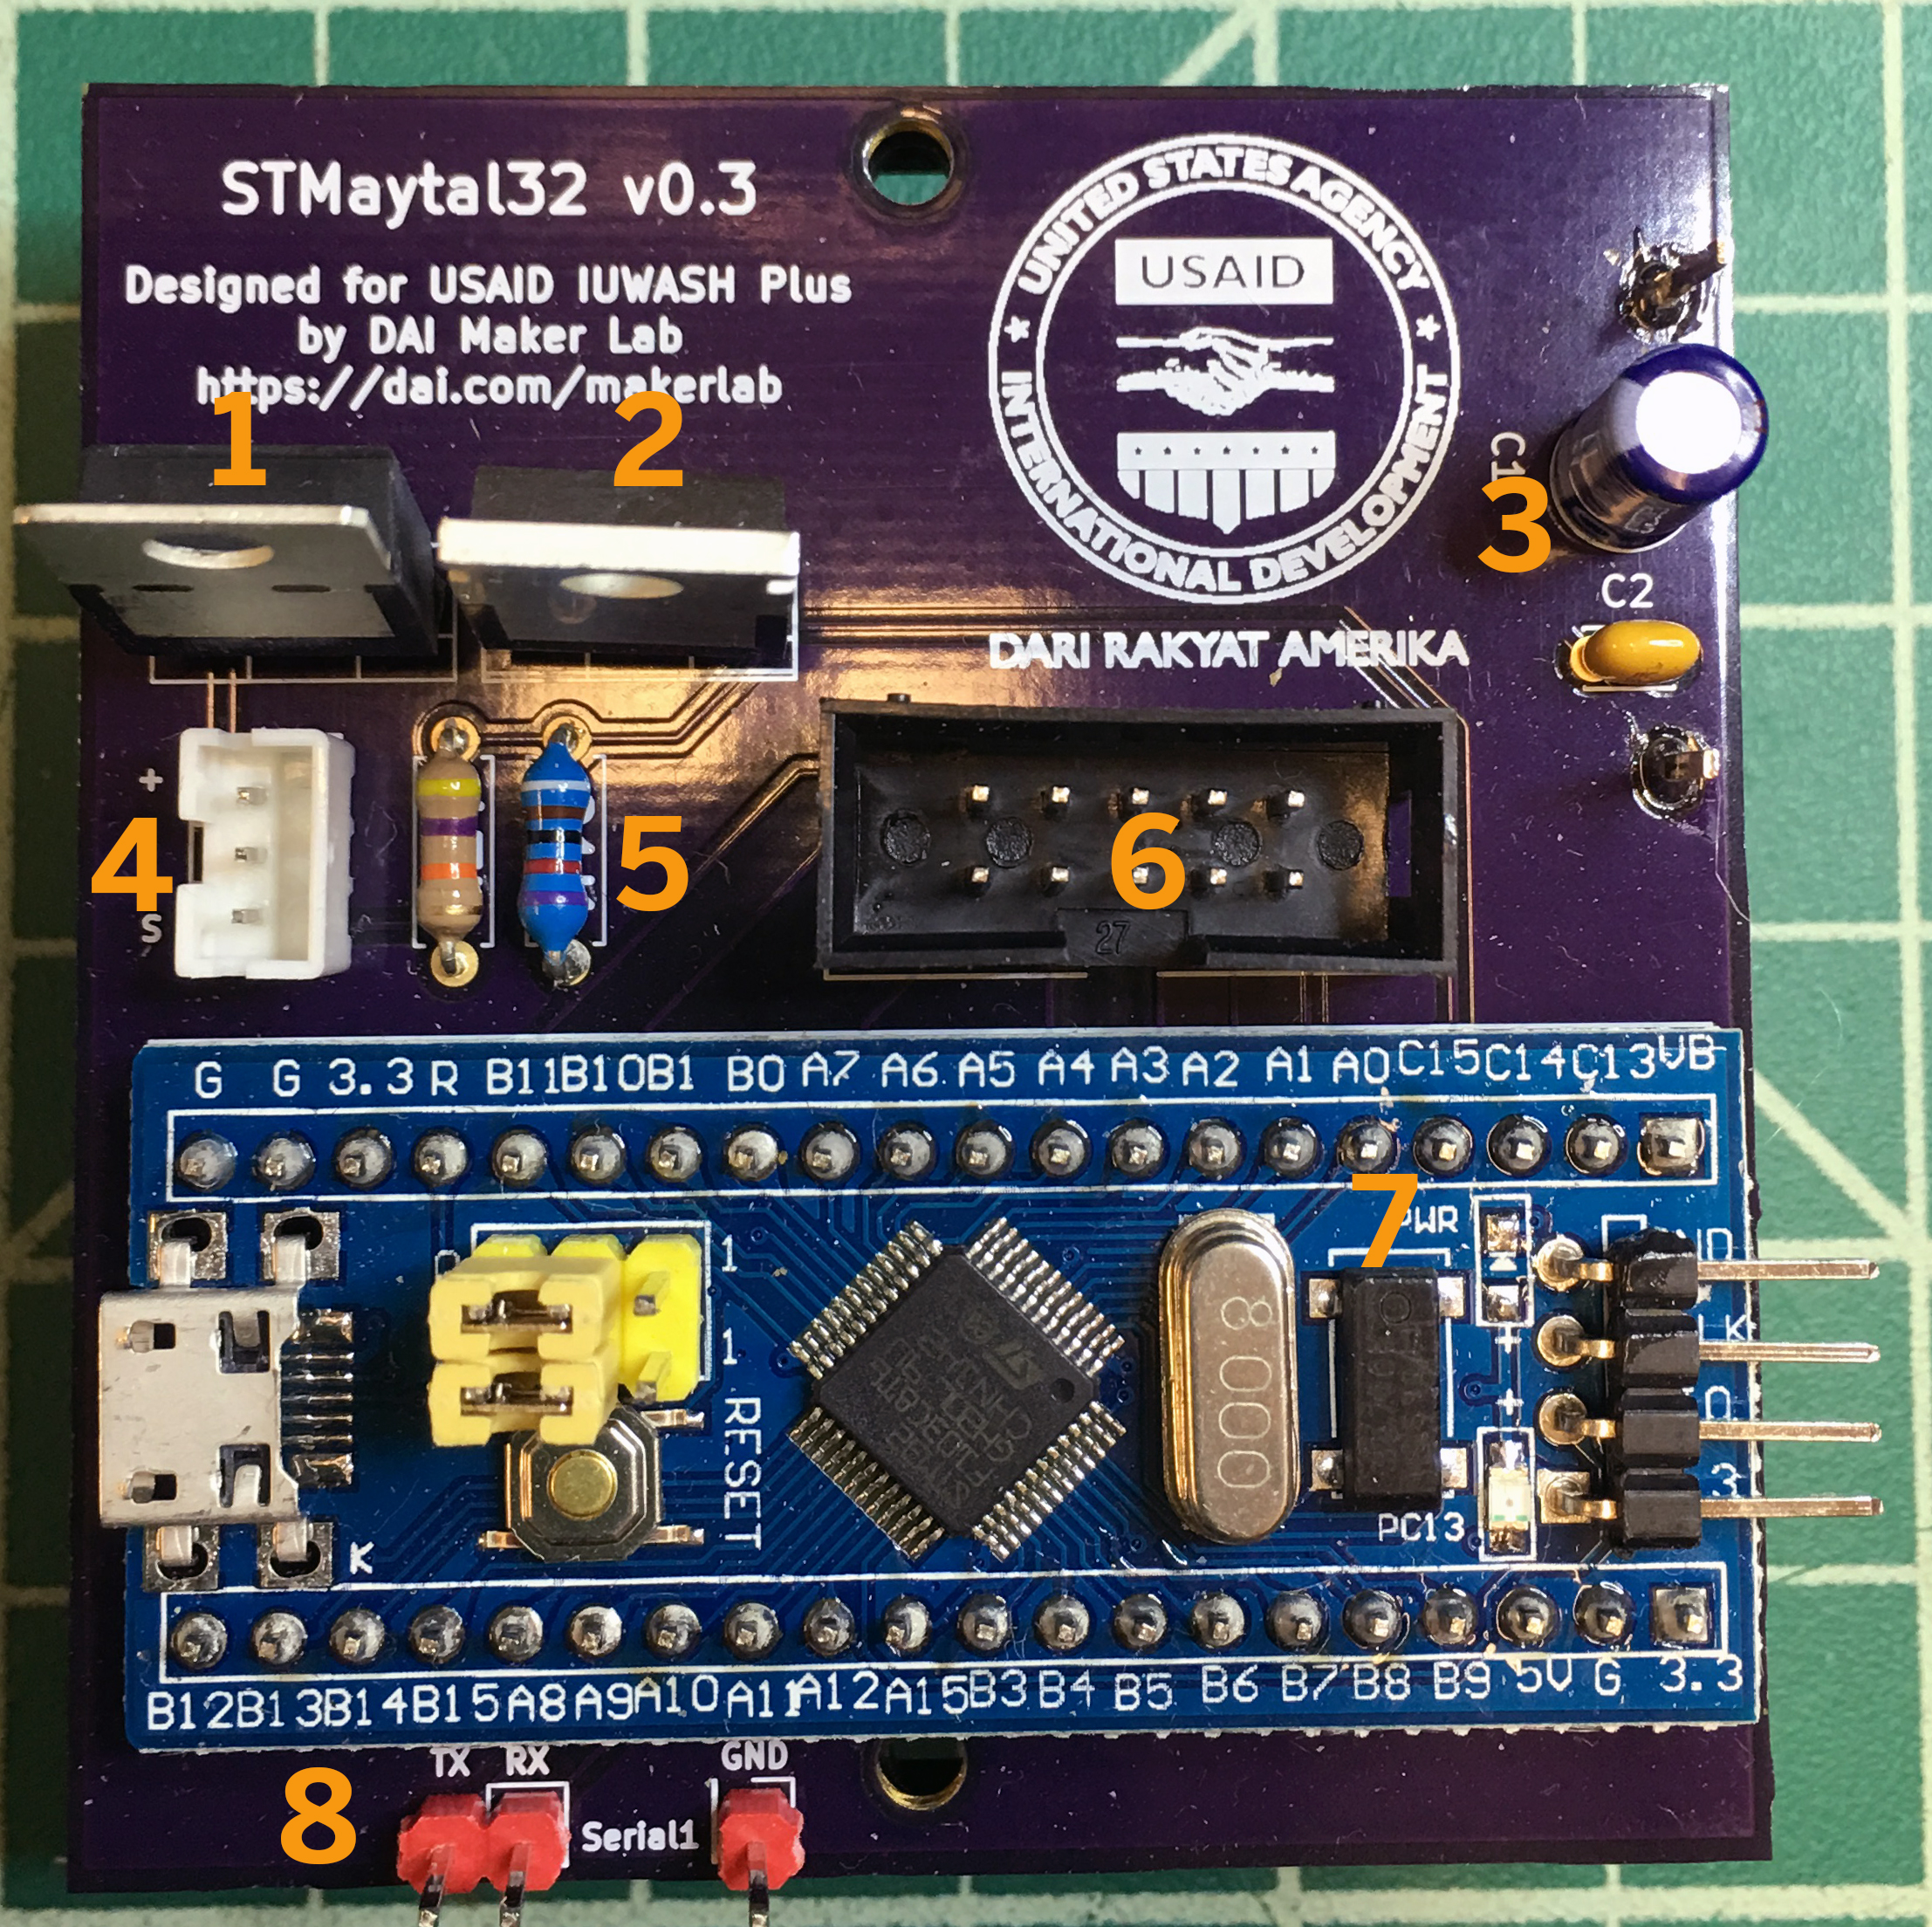 STMaytal32 v0.3
Designed for USAID IUWASH Plus
by DAI Maker Lab
https://dai.com/makerlab
UNITED STATES AGENCY
USAID
INTERNATIONAL DEVELOPMENT
DARI RAKYAT AMERIKA
1
2
3
C2
+
4
S
5
6
27
G G 3.3 R B11 B10 B1 B0 A7 A6 A5 A4 A3 A2 A1 A0 C15 C14 C13 VB
7
PWR
1
1
RESET
8.000
PC13
K
3
B12 B13 B14 B15 A8 A9 A10 A11 A12 A15 B3 B4 B5 B6 B7 B8 B9 5V G 3.3
TX RX GND
8
Serial1